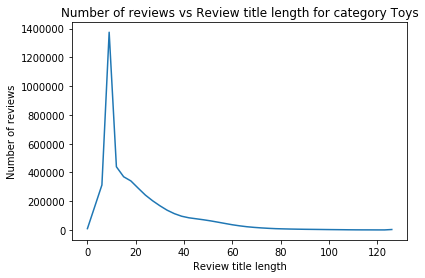 Number of reviews vs Review title length for category Toys
Number of reviews
1400000
1200000
1000000
800000
600000
400000
200000
0
0 20 40 60 80 100 120
Review title length